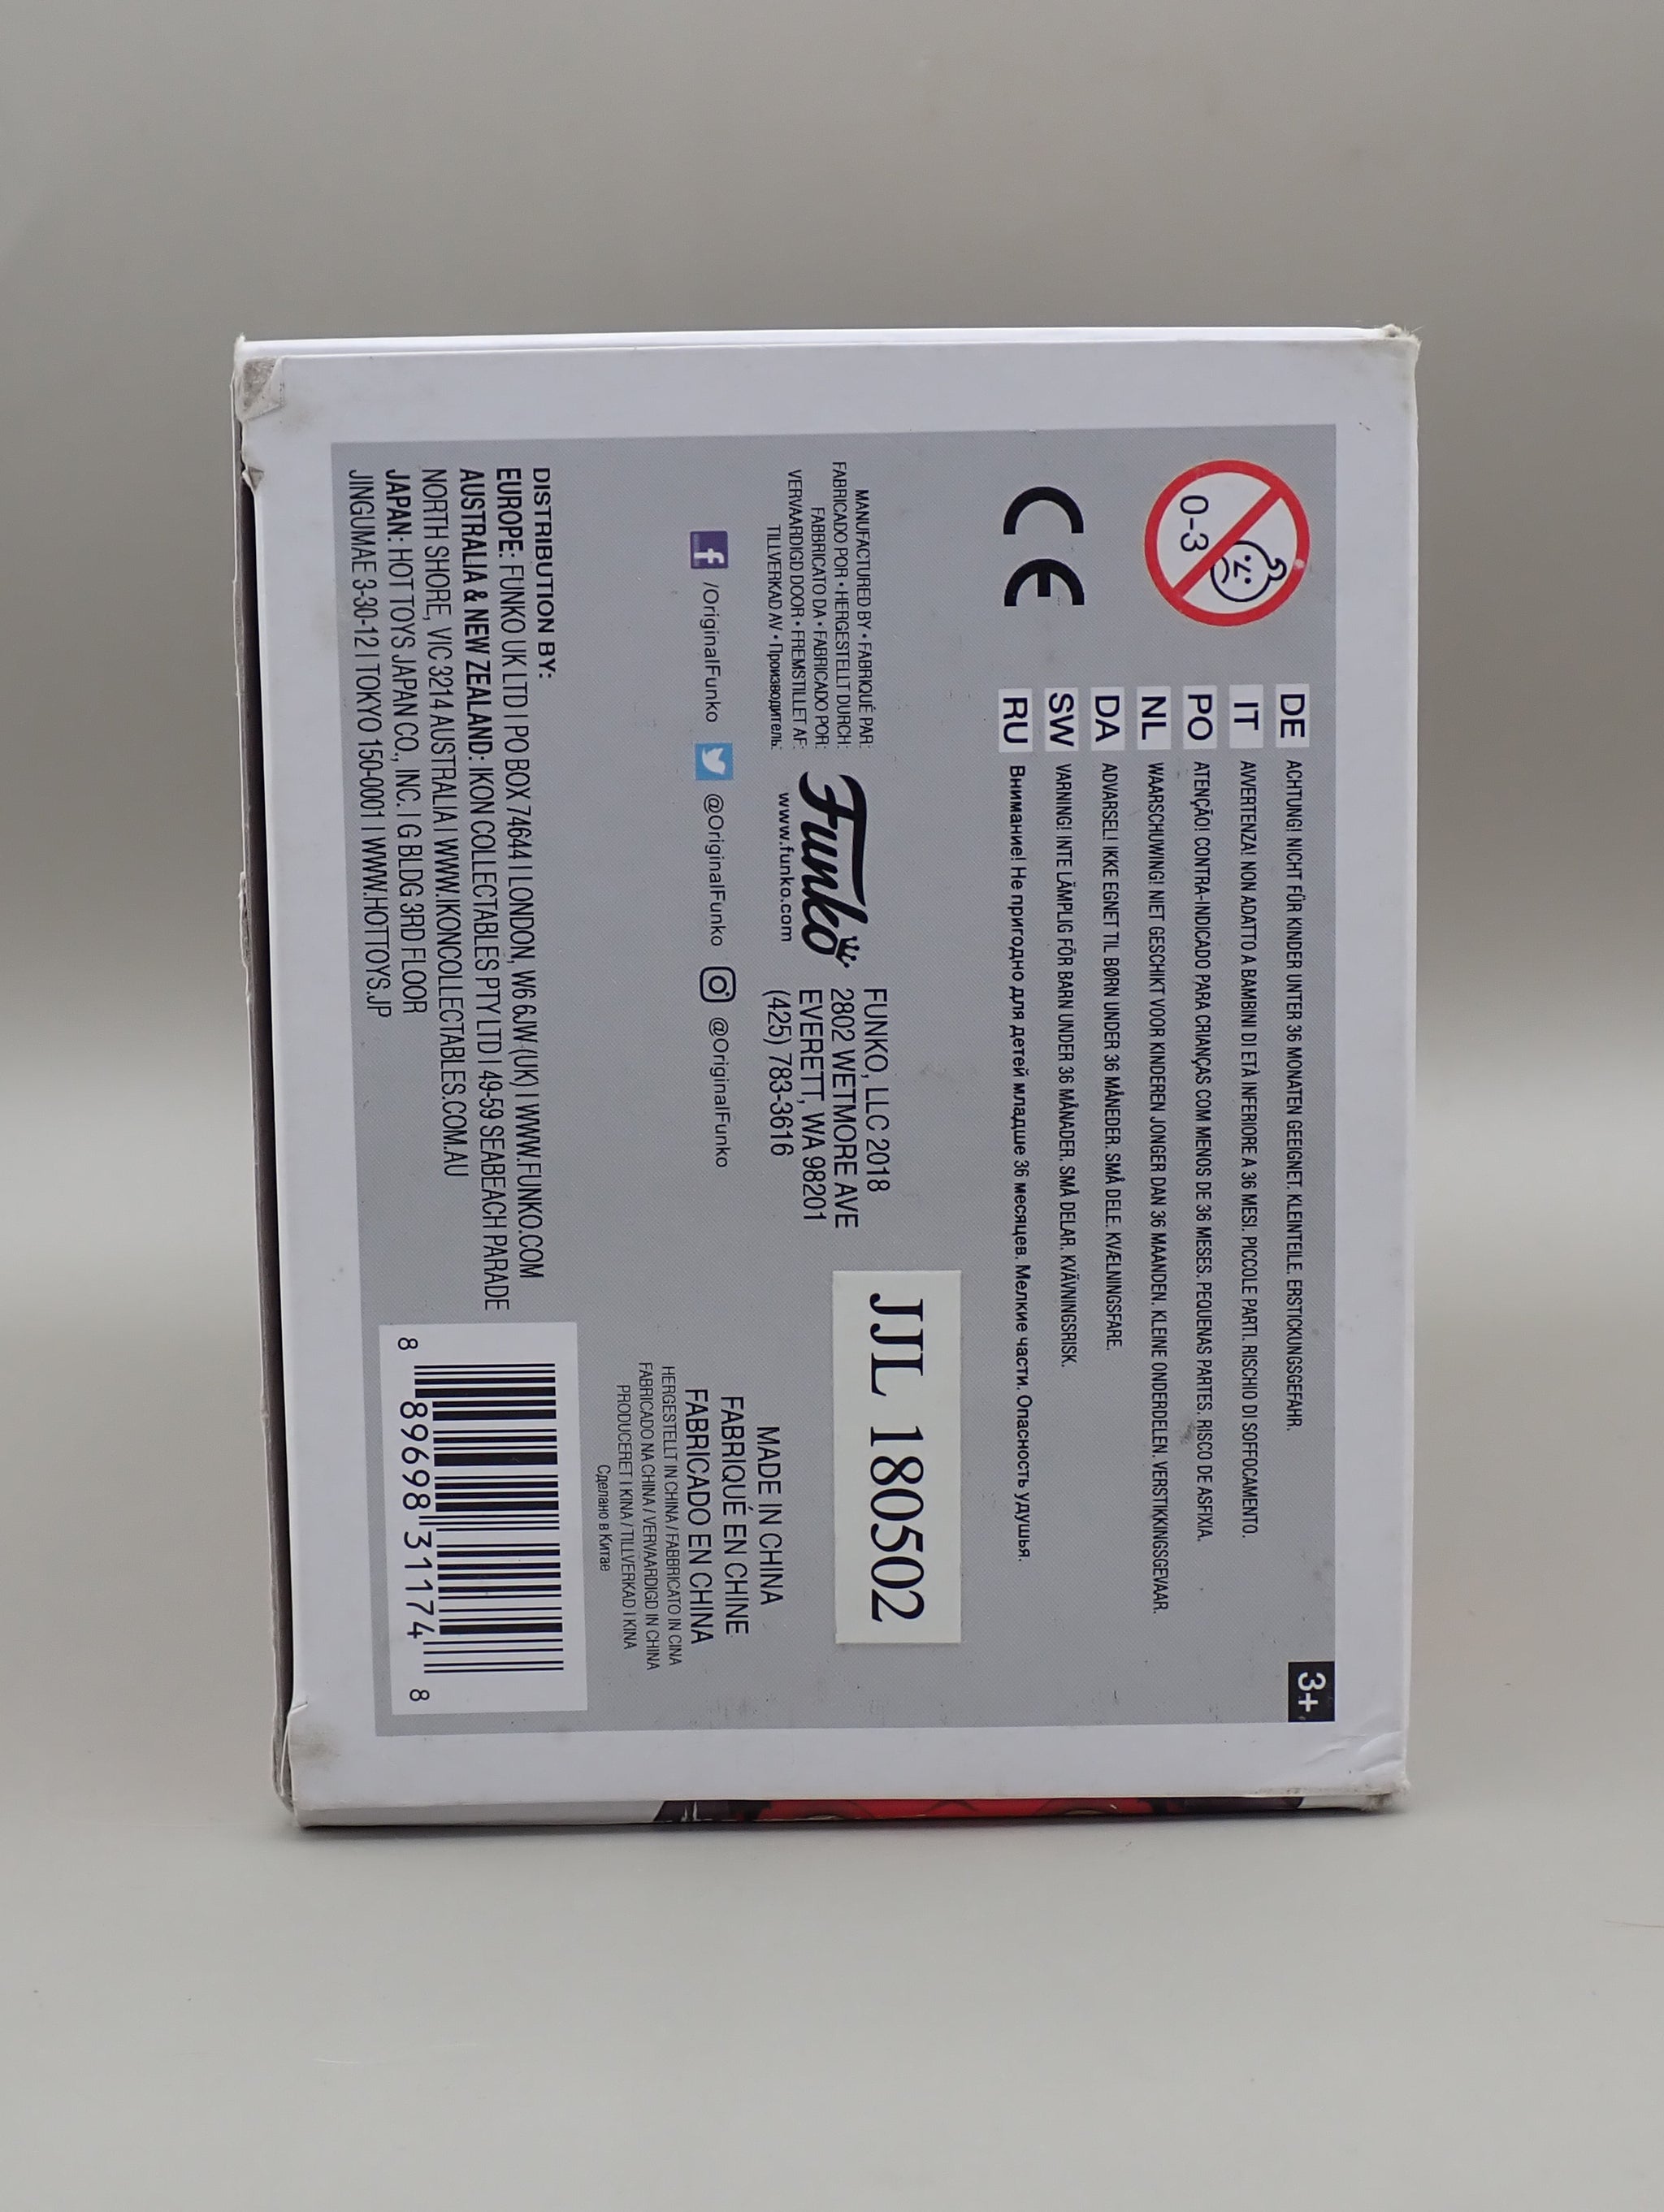 0-3
DE ACHTUNG! NICHT FÜR KINDER UNTER 36 MONATEN GEEIGNET. KLEINTEILE. ERSTICKUNGSGEFAHR.
IT AVVERTENZA! NON ADATTO A BAMBINI DI ETÀ INFERIORE A 36 MESI. PICCOLE PARTI. RISCHIO DI SOFFOCAMENTO.
PO ATENÇÃO! CONTRA-INDICADO PARA CRIANÇAS COM MENOS DE 36 MESES. PEQUENAS PARTES. RISCO DE ASFIXIA.
NL WAARSCHUWING! NIET GESCHIKT VOOR KINDEREN JONGER DAN 36 MAANDEN. KLEINE ONDERDELEN. VERSTIKKINGSGEVAAR.
DA ADVARSEL! IKKE EGNET TIL BØRN UNDER 36 MÅNEDER. SMÅ DELE. KVÆLNINGSFARE.
SW VARNING! INTE LÄMPLIG FÖR BARN UNDER 36 MÅNADER. SMÅ DELAR. KVÄVNINGSRISK.
RU Внимание! Не пригодно для детей младше 36 месяцев. Мелкие части. Опасность удушья.
3+
CE
MANUFACTURED BY • FABRIQUÉ PAR:
FABRICADO POR • HERGESTELLT DURCH:
FABBRICATO DA • FABRICADO POR:
VERVAARDIGD DOOR • FREMSTILLET AF:
TILLVERKAD AV • Производитель:
Funko
www.funko.com
FUNKO, LLC 2018
2802 WETMORE AVE
EVERETT, WA 98201
(425) 783-3616
JJL 180502
/OriginalFunko @OriginalFunko @OriginalFunko
MADE IN CHINA
FABRIQUÉ EN CHINE
FABRICADO EN CHINA
HERGESTELLT IN CHINA / FABBRICATO IN CINA
FABRICADO NA CHINA / VERVAARDIGD IN CHINA
PRODUCERET I KINA / TILLVERKAD I KINA
Сделано в Китае
DISTRIBUTION BY:
EUROPE: FUNKO UK LTD | PO BOX 74644 | LONDON, W6 6JW (UK) | WWW.FUNKO.COM
AUSTRALIA & NEW ZEALAND: IKON COLLECTABLES PTY LTD | 49-59 SEABEACH PARADE
NORTH SHORE, VIC 3214 AUSTRALIA | WWW.IKONCOLLECTABLES.COM.AU
JAPAN: HOT TOYS JAPAN CO., INC. | G BLDG 3RD FLOOR
JINGUMAE 3-30-12 | TOKYO 150-0001 | WWW.HOTTOYS.JP
8 89698 31174 8